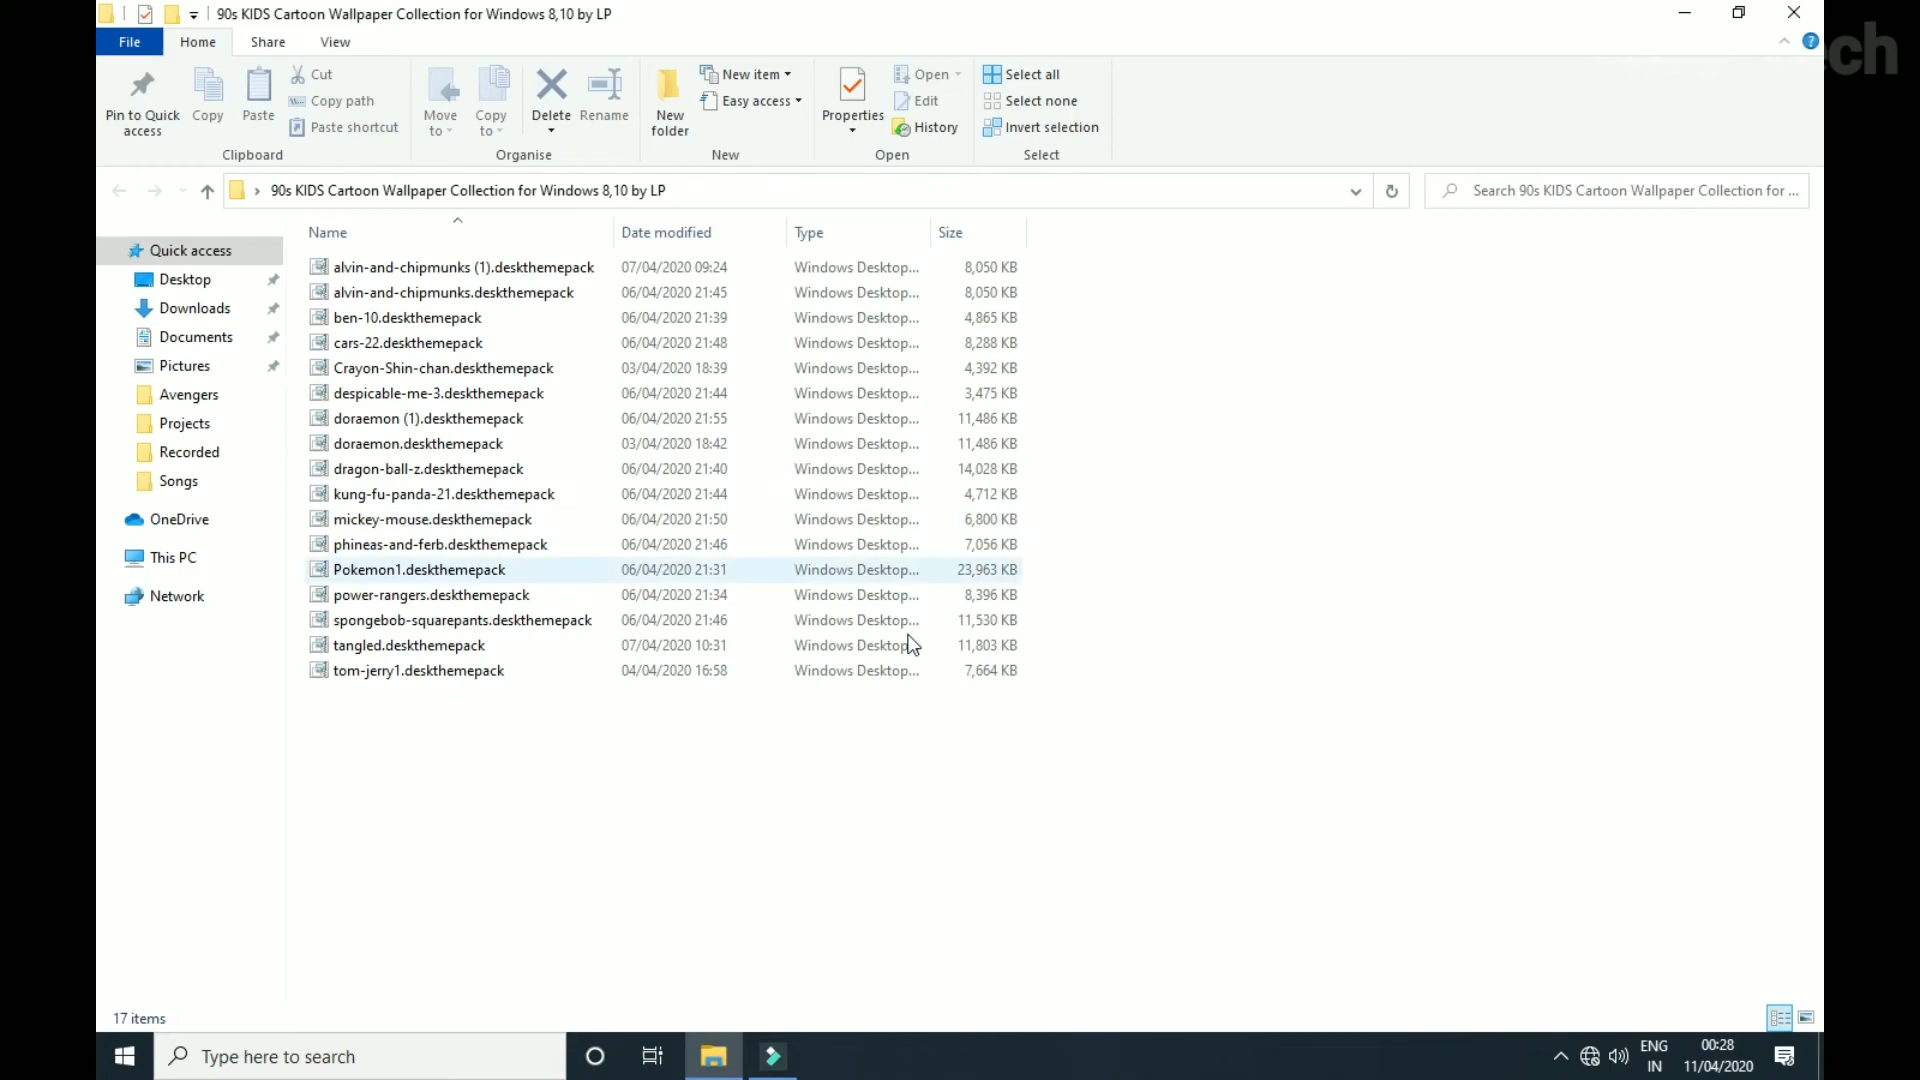 90s KIDS Cartoon Wallpaper Collection for Windows 8,10 by LP
File Home Share View
ech
Pin to Quick access
Copy
Paste
Cut
Copy path
Paste shortcut
Clipboard
Move to
Copy to
Delete
Rename
Organise
New folder
New item
Easy access
New
Properties
Open
Edit
History
Open
Select all
Select none
Invert selection
Select
90s KIDS Cartoon Wallpaper Collection for Windows 8,10 by LP
Search 90s KIDS Cartoon Wallpaper Collection for ...
Quick access
Desktop
Downloads
Documents
Pictures
Avengers
Projects
Recorded
Songs
OneDrive
This PC
Network
Name Date modified Type Size
alvin-and-chipmunks (1).deskthemepack 07/04/2020 09:24 Windows Desktop... 8,050 KB
alvin-and-chipmunks.deskthemepack 06/04/2020 21:45 Windows Desktop... 8,050 KB
ben-10.deskthemepack 06/04/2020 21:39 Windows Desktop... 4,865 KB
cars-22.deskthemepack 06/04/2020 21:48 Windows Desktop... 8,288 KB
Crayon-Shin-chan.deskthemepack 03/04/2020 18:39 Windows Desktop... 4,392 KB
despicable-me-3.deskthemepack 06/04/2020 21:44 Windows Desktop... 3,475 KB
doraemon (1).deskthemepack 06/04/2020 21:55 Windows Desktop... 11,486 KB
doraemon.deskthemepack 03/04/2020 18:42 Windows Desktop... 11,486 KB
dragon-ball-z.deskthemepack 06/04/2020 21:40 Windows Desktop... 14,028 KB
kung-fu-panda-21.deskthemepack 06/04/2020 21:44 Windows Desktop... 4,712 KB
mickey-mouse.deskthemepack 06/04/2020 21:50 Windows Desktop... 6,800 KB
phineas-and-ferb.deskthemepack 06/04/2020 21:46 Windows Desktop... 7,056 KB
Pokemon1.deskthemepack 06/04/2020 21:31 Windows Desktop... 23,963 KB
power-rangers.deskthemepack 06/04/2020 21:34 Windows Desktop... 8,396 KB
spongebob-squarepants.deskthemepack 06/04/2020 21:46 Windows Desktop... 11,530 KB
tangled.deskthemepack 07/04/2020 10:31 Windows Desktop... 11,803 KB
tom-jerry1.deskthemepack 04/04/2020 16:58 Windows Desktop... 7,664 KB
17 items
Type here to search
ENG
IN
00:28
11/04/2020